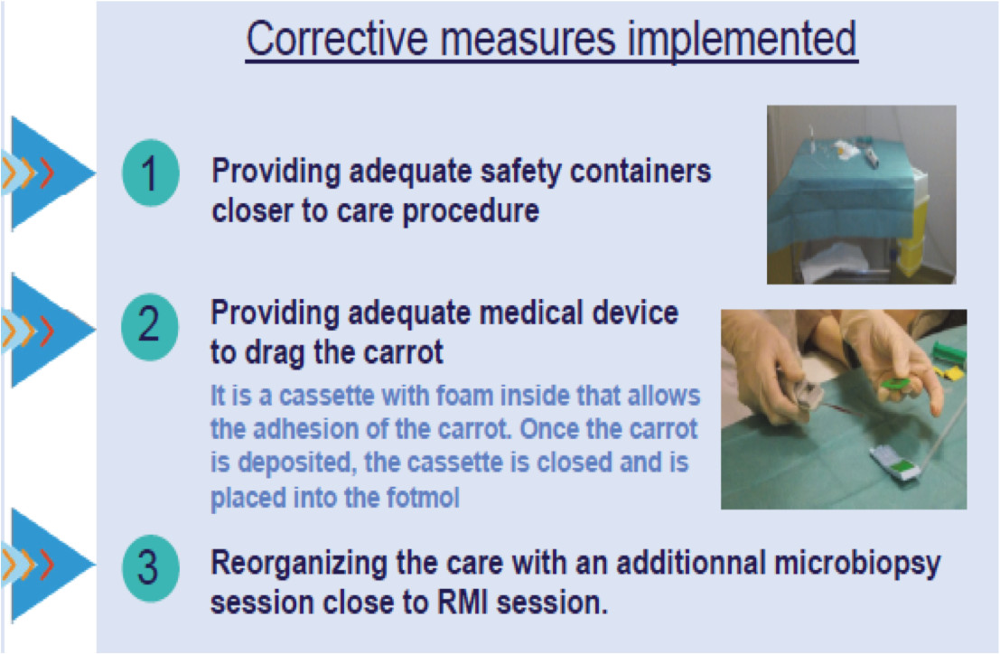 Corrective measures implemented
1
Providing adequate safety containers
closer to care procedure
2
Providing adequate medical device
to drag the carrot
It is a cassette with foam inside that allows
the adhesion of the carrot. Once the carrot
is deposited, the cassette is closed and is
placed into the fotmol
3
Reorganizing the care with an additionnal microbiopsy
session close to RMI session.